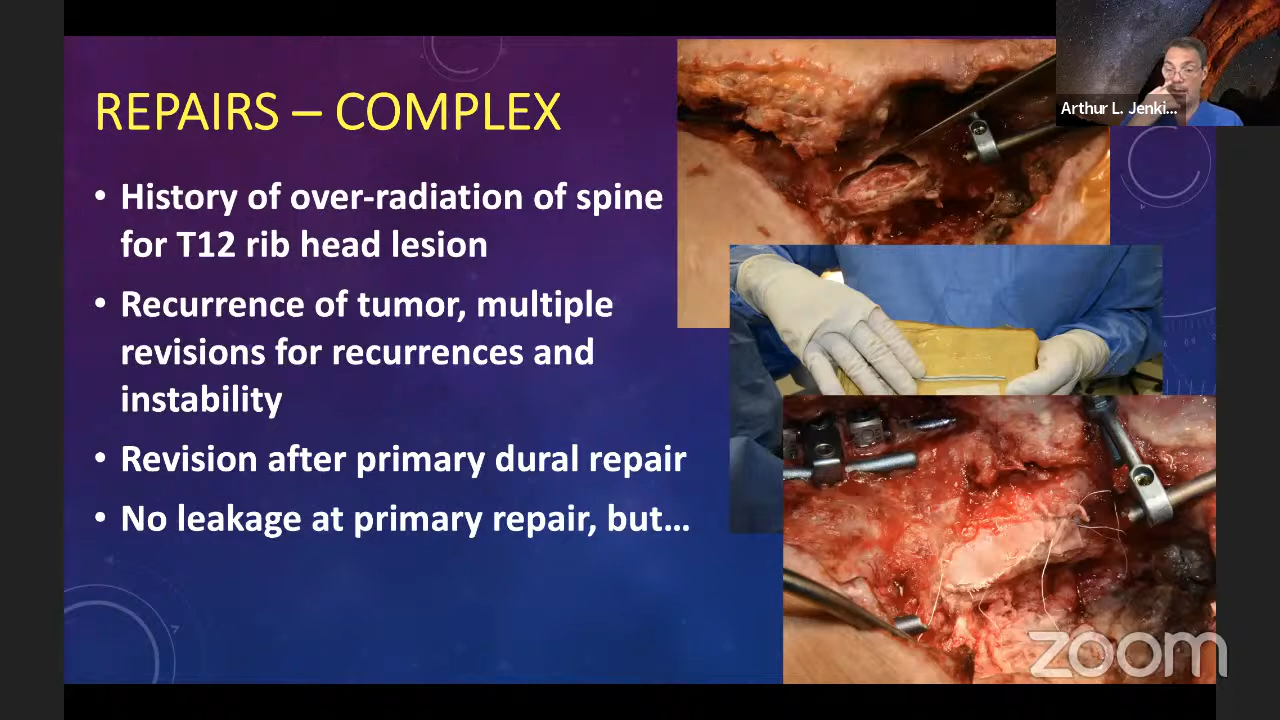 REPAIRS – COMPLEX
Arthur L. Jenki...
• History of over-radiation of spine
for T12 rib head lesion
• Recurrence of tumor, multiple
revisions for recurrences and
instability
• Revision after primary dural repair
• No leakage at primary repair, but...
zoom